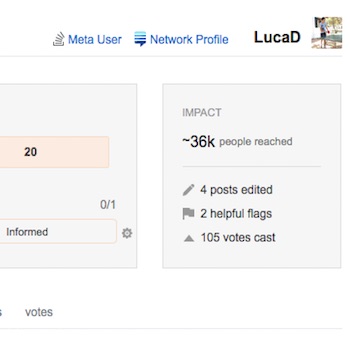 Meta User Network Profile LucaD
IMPACT
~36k people reached
20
4 posts edited
0/1
2 helpful flags
Informed
105 votes cast
votes